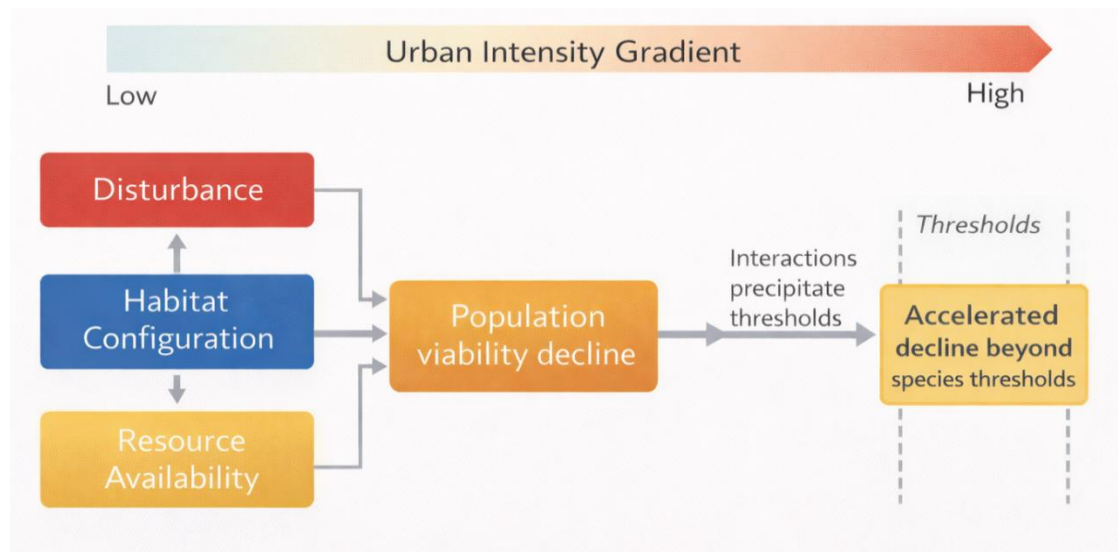 Urban Intensity Gradient
Low
High
Disturbance
Habitat
Configuration
Resource
Availability
Population
viability decline
Interactions
precipitate
thresholds
Thresholds
Accelerated
decline beyond
species thresholds